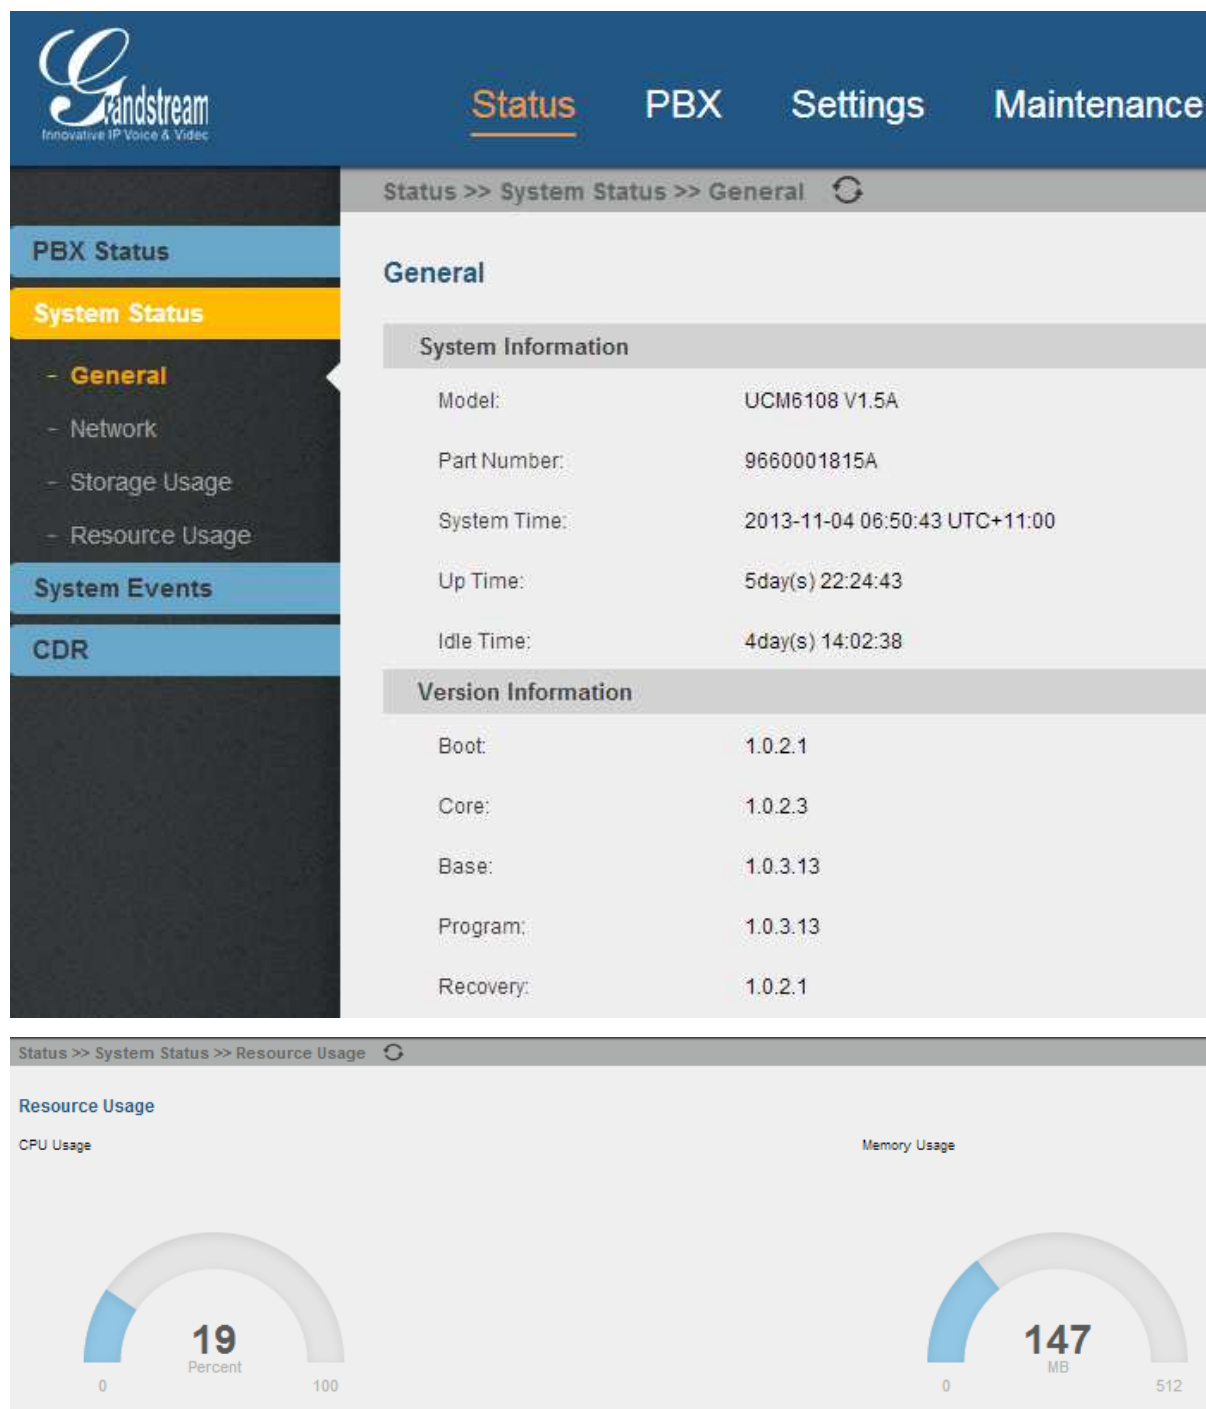 Grandstream
Innovative IP Voice & Video
Status PBX Settings Maintenance
Status >> System Status >> General
PBX Status
System Status
- General
- Network
- Storage Usage
- Resource Usage
System Events
CDR
General
System Information
Model: UCM6108 V1.5A
Part Number: 9660001815A
System Time: 2013-11-04 06:50:43 UTC+11:00
Up Time: 5day(s) 22:24:43
Idle Time: 4day(s) 14:02:38
Version Information
Boot: 1.0.2.1
Core: 1.0.2.3
Base: 1.0.3.13
Program: 1.0.3.13
Recovery: 1.0.2.1
Status >> System Status >> Resource Usage
Resource Usage
CPU Usage Memory Usage
19 147
Percent MB
0 100 0 512